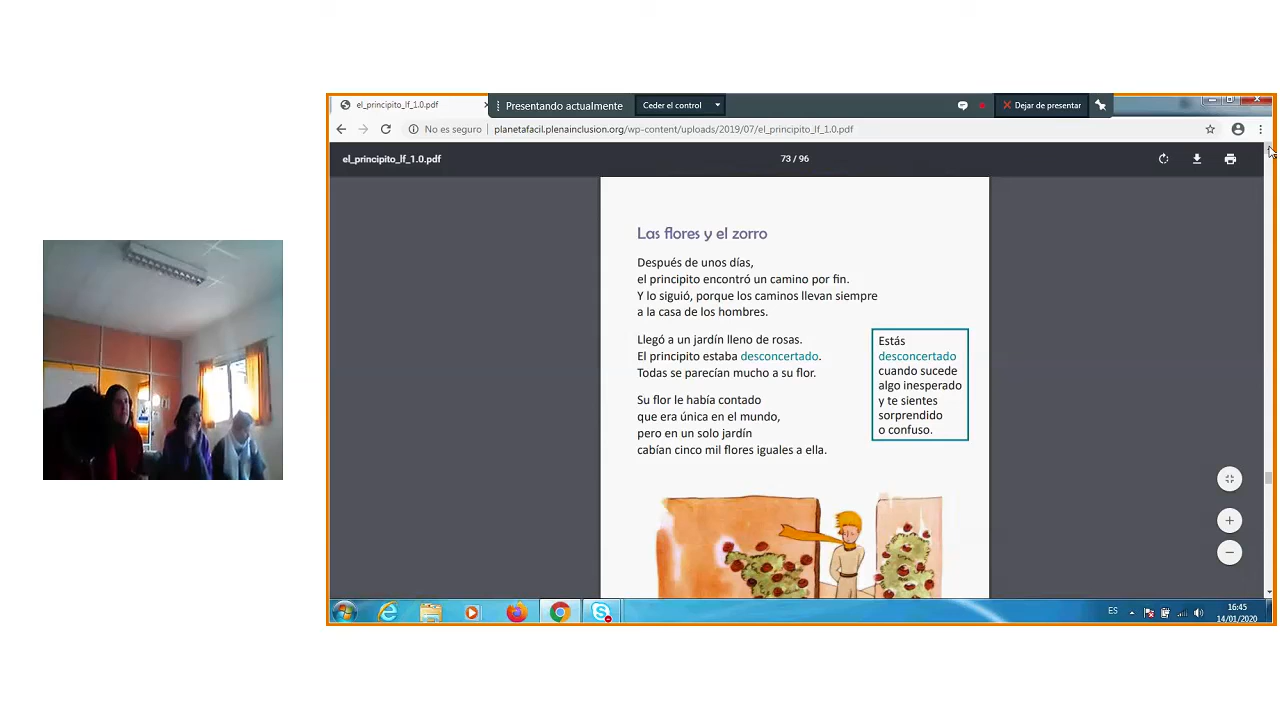 el_principito_lf_1.0.pdf
Presentando actualmente
Ceder el control
Dejar de presentar
No es seguro
planetafacil.plenainclusion.org/wp-content/uploads/2019/07/el_principito_lf_1.0.pdf
el_principito_lf_1.0.pdf
73 / 96
Las flores y el zorro
Después de unos días,
el principito encontró un camino por fin.
Y lo siguió, porque los caminos llevan siempre
a la casa de los hombres.
Llegó a un jardín lleno de rosas.
El principito estaba desconcertado.
Todas se parecían mucho a su flor.
Su flor le había contado
que era única en el mundo,
pero en un solo jardín
cabían cinco mil flores iguales a ella.
Estás
desconcertado
cuando sucede
algo inesperado
y te sientes
sorprendido
o confuso.
ES
16:45
14/01/2020